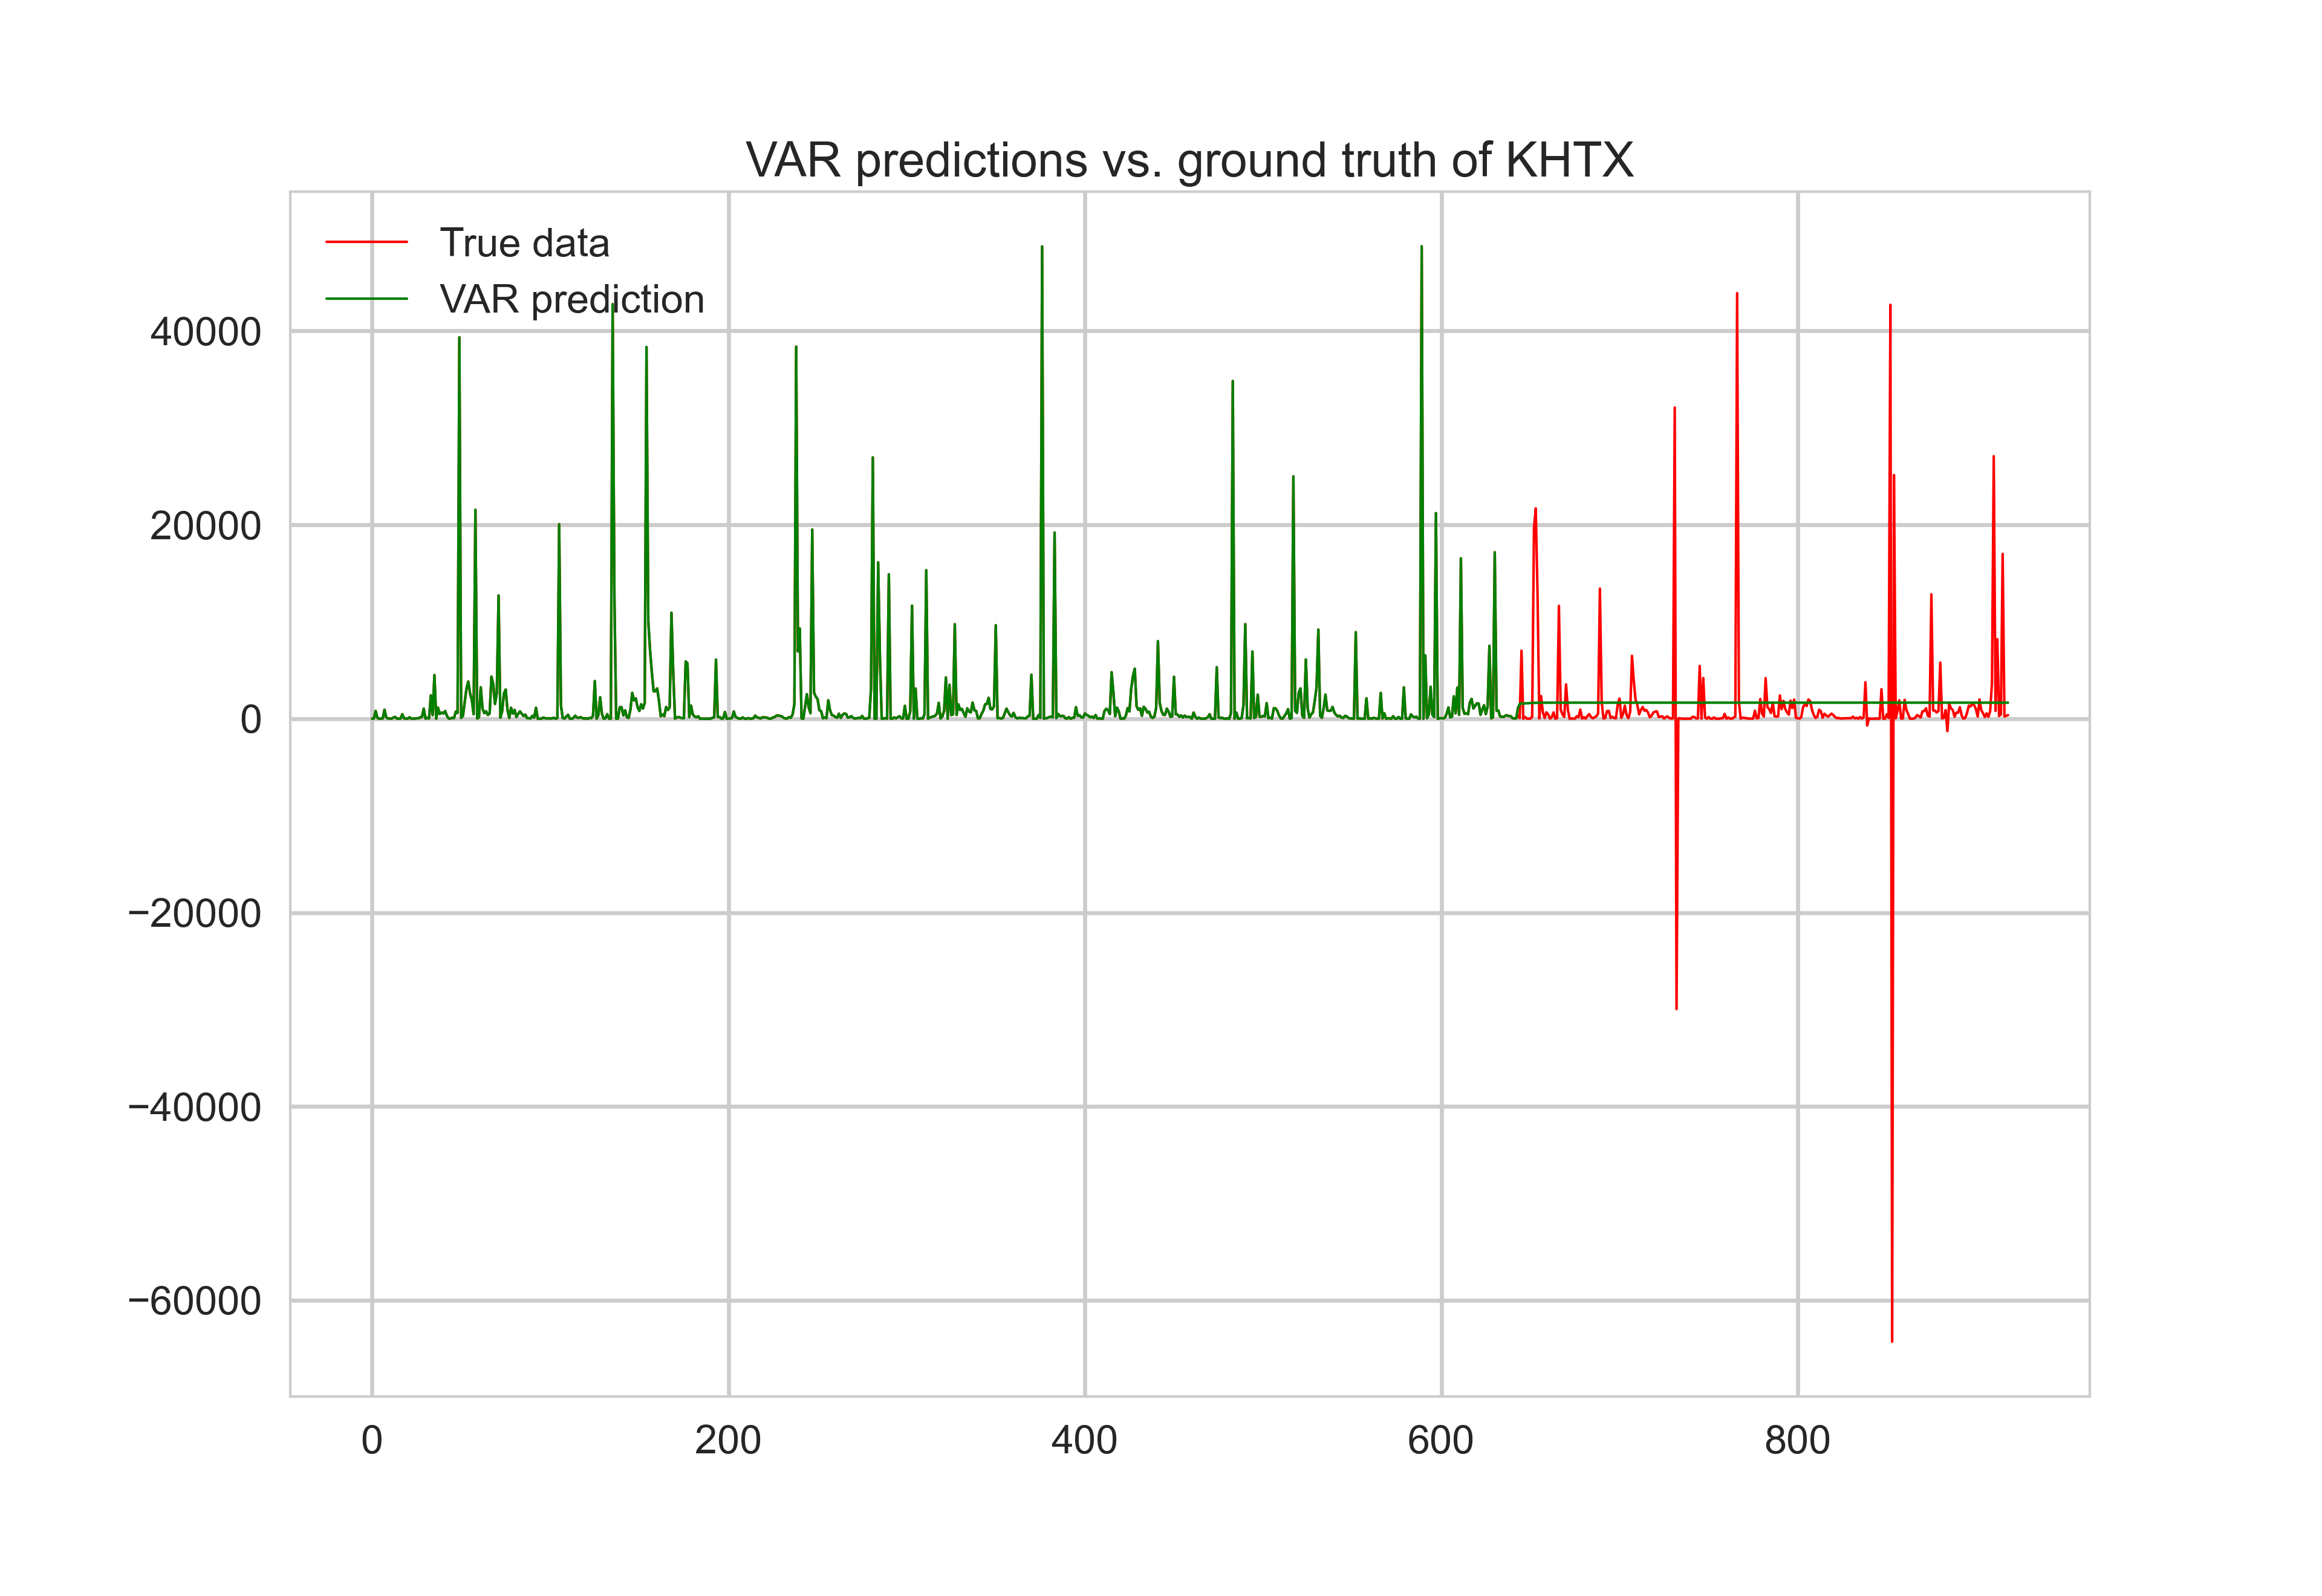 VAR predictions vs. ground truth of KHTX
True data
VAR prediction
40000
20000
0
−20000
−40000
−60000
0 200 400 600 800